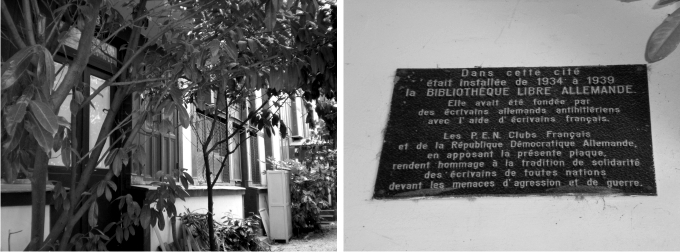 Dans cette cité
était installée de 1934 à 1939
la BIBLIOTHÈQUE LIBRE ALLEMANDE.
Elle avait été fondée par
des écrivains allemands antihitlériens
avec l'aide d'écrivains français.
Les P.E.N. Clubs Français
et de la République Démocratique Allemande,
en apposant la présente plaque,
rendent hommage à la tradition de solidarité
des écrivains de toutes nations
devant les menaces d'agression et de guerre.